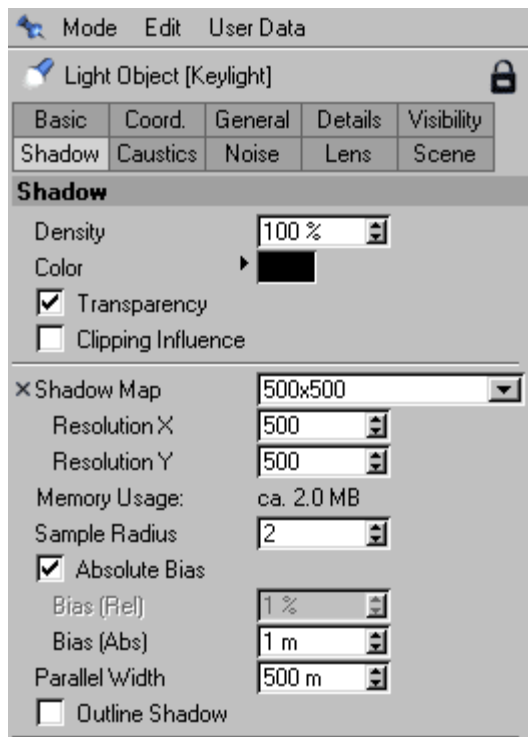 Mode Edit User Data
Light Object [Keylight]
Basic Coord. General Details Visibility
Shadow Caustics Noise Lens Scene
Shadow
Density 100 %
Color
Transparency
Clipping Influence
Shadow Map 500x500
Resolution X 500
Resolution Y 500
Memory Usage: ca. 2.0 MB
Sample Radius 2
Absolute Bias
Bias (Rel) 1 %
Bias (Abs) 1 m
Parallel Width 500 m
Outline Shadow